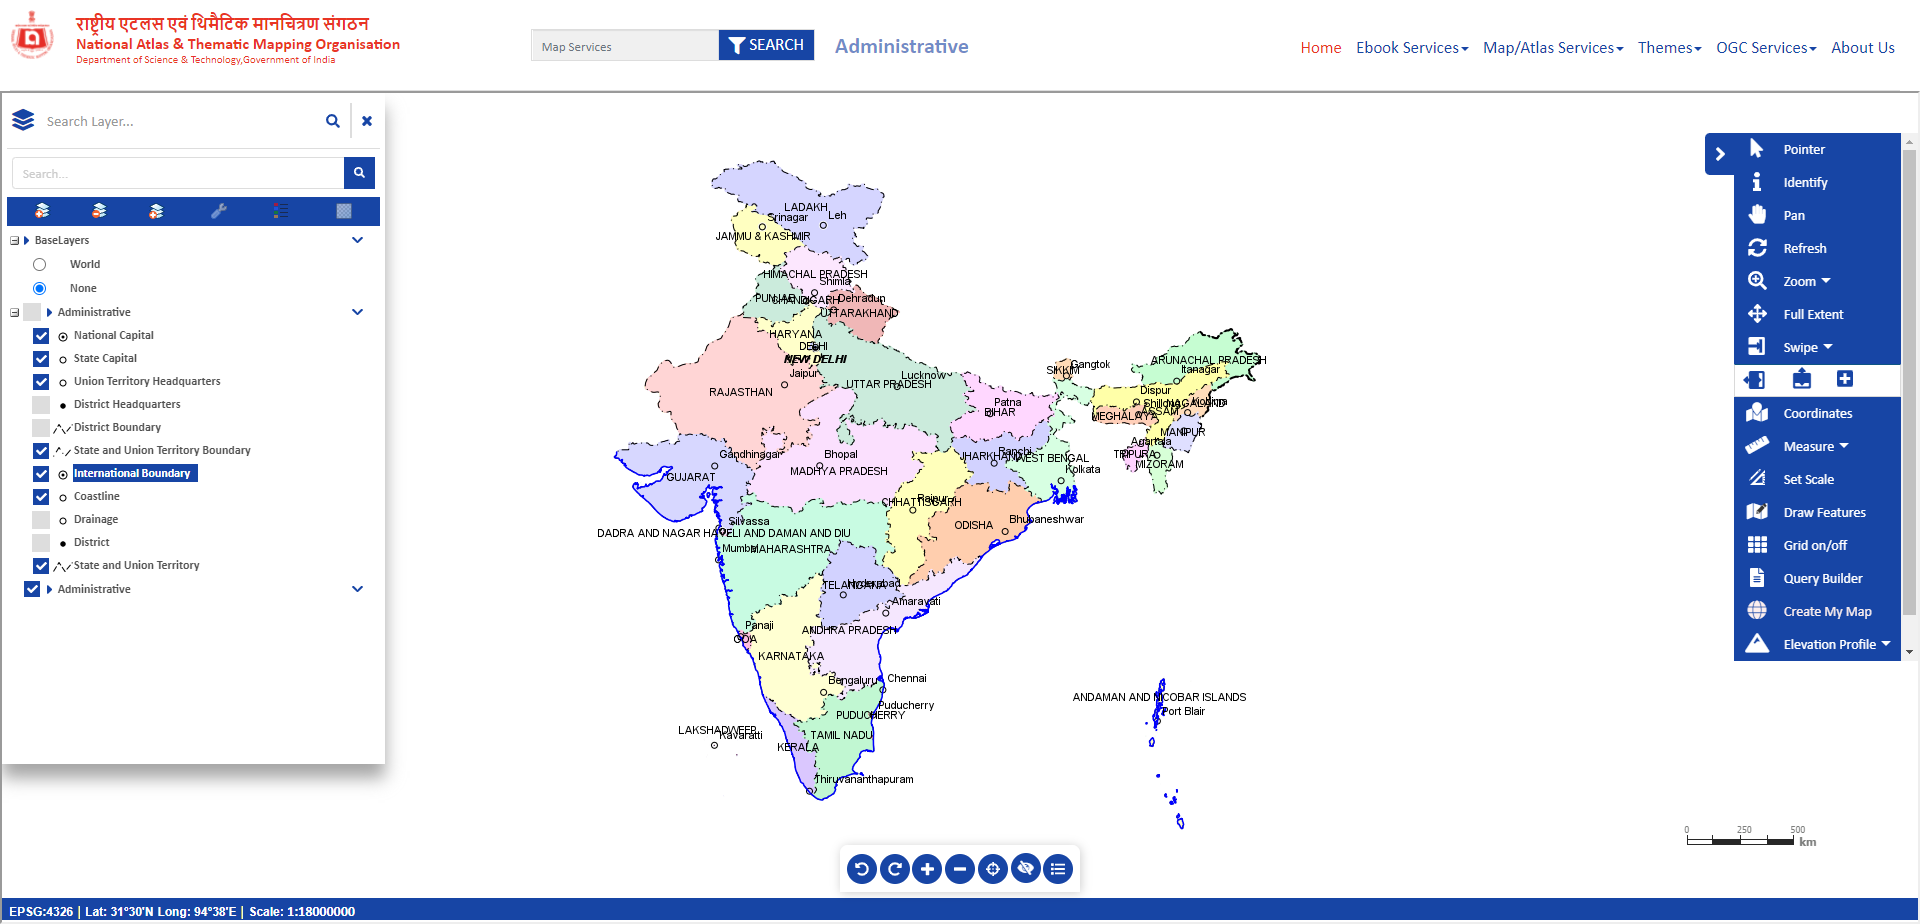 राष्ट्रीय एटलस एवं थिमैटिक मानचित्रण संगठन
National Atlas & Thematic Mapping Organisation
Department of Science & Technology,Government of India
Map Services
SEARCH
Administrative
Home
Ebook Services
Map/Atlas Services
Themes
OGC Services
About Us
Search Layer...
Search...
BaseLayers
World
None
Administrative
National Capital
State Capital
Union Territory Headquarters
District Headquarters
District Boundary
State and Union Territory Boundary
International Boundary
Coastline
Drainage
District
State and Union Territory
Administrative
LADAKH
Srinagar
Leh
JAMMU & KASHMIR
HIMACHAL PRADESH
Shimla
PUNJAB
CHANDIGARH
Dehradun
UTTARAKHAND
HARYANA
DELHI
NEW DELHI
Jaipur
RAJASTHAN
Lucknow
UTTAR PRADESH
Gangtok
SIKKIM
ARUNACHAL PRADESH
Itanagar
Dispur
Shillong
NAGALAND
Kohima
MEGHALAYA
ASSAM
Patna
BIHAR
MANIPUR
Agartala
TRIPURA
MIZORAM
Gandhinagar
GUJARAT
Bhopal
MADHYA PRADESH
Ranchi
JHARKHAND
WEST BENGAL
Kolkata
Raipur
CHHATTISGARH
ODISHA
Bhubaneshwar
Silvassa
DADRA AND NAGAR HAVELI AND DAMAN AND DIU
Mumbai
MAHARASHTRA
TELANGANA
Hyderabad
Amaravati
Panaji
GOA
ANDHRA PRADESH
KARNATAKA
Bengaluru
Chennai
Puducherry
PUDUCHERRY
LAKSHADWEEP
Kavaratti
KERALA
TAMIL NADU
Thiruvananthapuram
ANDAMAN AND NICOBAR ISLANDS
Port Blair
Pointer
Identify
Pan
Refresh
Zoom
Full Extent
Swipe
Coordinates
Measure
Set Scale
Draw Features
Grid on/off
Query Builder
Create My Map
Elevation Profile
0 250 500
km
EPSG:4326 | Lat: 31°30'N Long: 94°38'E | Scale: 1:18000000